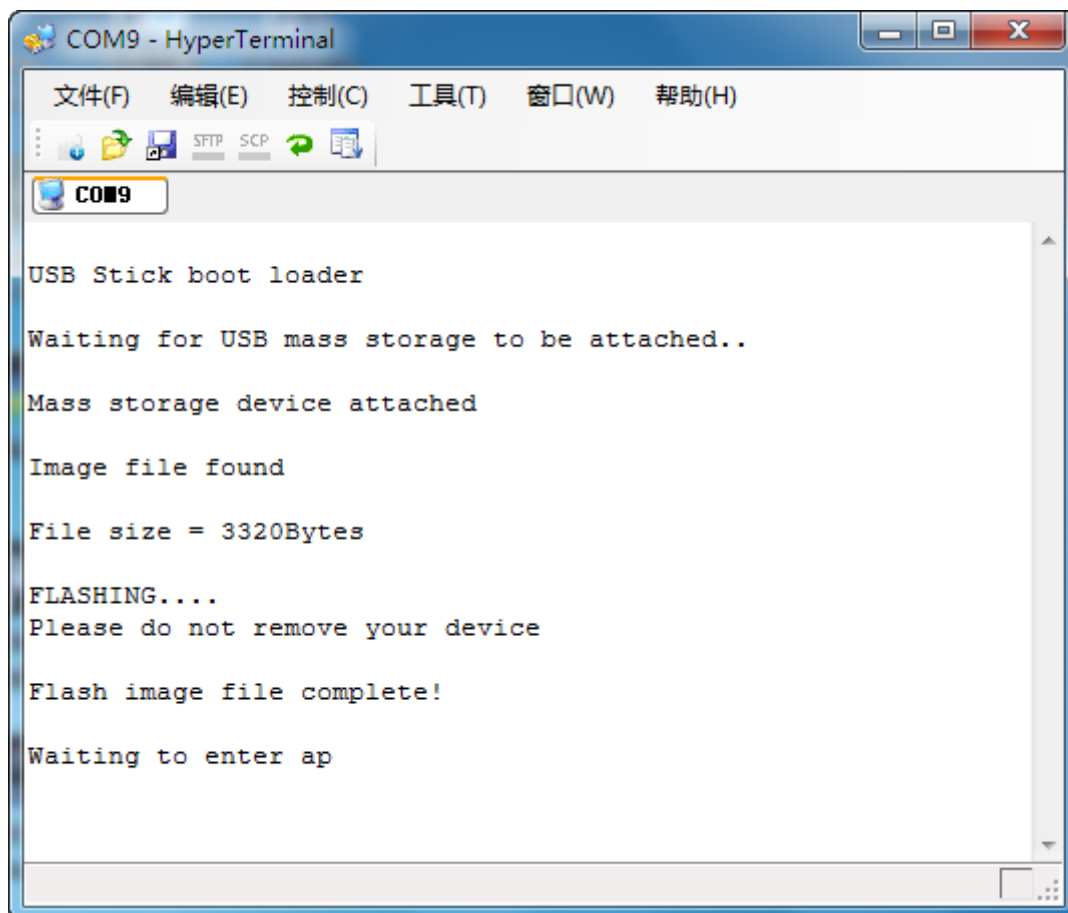 COM9 - HyperTerminal
文件(F) 编辑(E) 控制(C) 工具(T) 窗口(W) 帮助(H)
SFTP SCP
COM9
USB Stick boot loader
Waiting for USB mass storage to be attached..
Mass storage device attached
Image file found
File size = 3320Bytes
FLASHING....
Please do not remove your device
Flash image file complete!
Waiting to enter ap